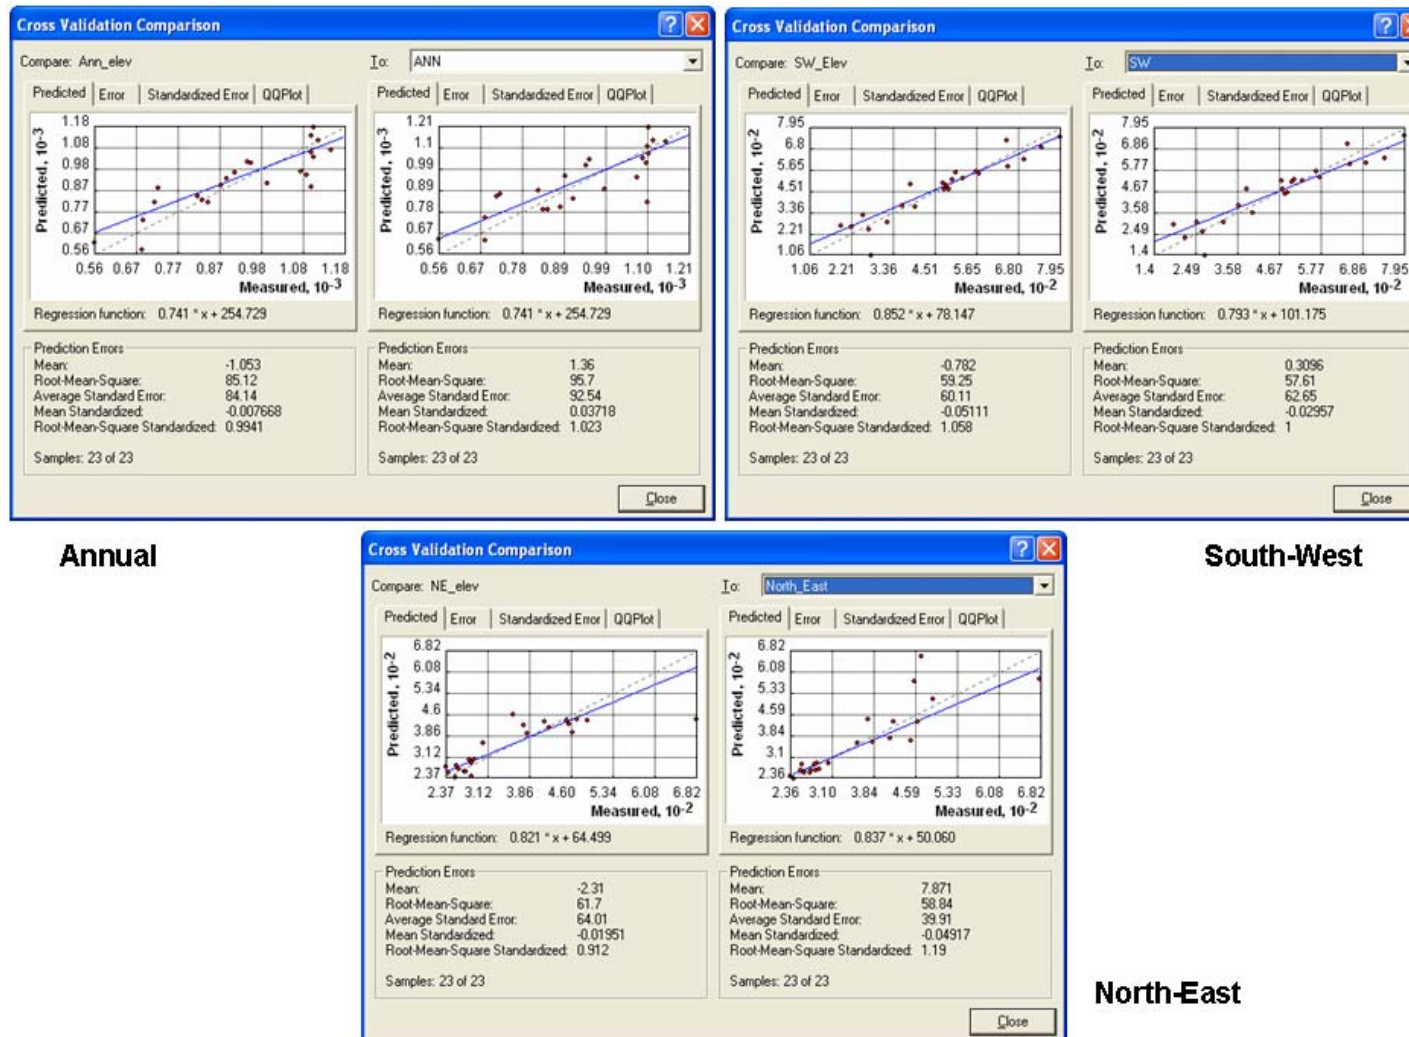 Cross Validation Comparison
Compare: Ann_elev
To: ANN
Predicted Error Standardized Error QQPlot
Predicted, 10-3
1.18
1.08
0.98
0.87
0.77
0.67
0.56
0.56 0.67 0.77 0.87 0.98 1.08 1.18
Measured, 10-3
Regression function: 0.741 * x + 254.729
Prediction Errors
Mean: -1.053
Root-Mean-Square: 85.12
Average Standard Error: 84.14
Mean Standardized: -0.007668
Root-Mean-Square Standardized: 0.9941
Samples: 23 of 23
Predicted Error Standardized Error QQPlot
Predicted, 10-3
1.21
1.1
0.99
0.89
0.78
0.67
0.56
0.56 0.67 0.78 0.89 0.99 1.10 1.21
Measured, 10-3
Regression function: 0.741 * x + 254.729
Prediction Errors
Mean: 1.36
Root-Mean-Square: 95.7
Average Standard Error: 92.54
Mean Standardized: 0.03718
Root-Mean-Square Standardized: 1.023
Samples: 23 of 23
Close
Annual
Cross Validation Comparison
Compare: SW_Elev
To: SW
Predicted Error Standardized Error QQPlot
Predicted, 10-2
7.95
6.8
5.65
4.51
3.36
2.21
1.06
1.06 2.21 3.36 4.51 5.65 6.80 7.95
Measured, 10-2
Regression function: 0.852 * x + 78.147
Prediction Errors
Mean: -0.782
Root-Mean-Square: 59.25
Average Standard Error: 60.11
Mean Standardized: -0.05111
Root-Mean-Square Standardized: 1.058
Samples: 23 of 23
Predicted Error Standardized Error QQPlot
Predicted, 10-2
7.95
6.86
5.77
4.67
3.58
2.49
1.4
1.4 2.49 3.58 4.67 5.77 6.86 7.95
Measured, 10-2
Regression function: 0.793 * x + 101.175
Prediction Errors
Mean: 0.3096
Root-Mean-Square: 57.61
Average Standard Error: 62.65
Mean Standardized: -0.02957
Root-Mean-Square Standardized: 1
Samples: 23 of 23
Close
South-West
Cross Validation Comparison
Compare: NE_elev
To: North_East
Predicted Error Standardized Error QQPlot
Predicted, 10-2
6.82
6.08
5.34
4.6
3.86
3.12
2.37
2.37 3.12 3.86 4.60 5.34 6.08 6.82
Measured, 10-2
Regression function: 0.821 * x + 64.499
Prediction Errors
Mean: -2.31
Root-Mean-Square: 61.7
Average Standard Error: 64.01
Mean Standardized: -0.01951
Root-Mean-Square Standardized: 0.912
Samples: 23 of 23
Predicted Error Standardized Error QQPlot
Predicted, 10-2
6.82
6.08
5.33
4.59
3.84
3.1
2.36
2.36 3.10 3.84 4.59 5.33 6.08 6.82
Measured, 10-2
Regression function: 0.837 * x + 50.060
Prediction Errors
Mean: 7.871
Root-Mean-Square: 58.84
Average Standard Error: 39.91
Mean Standardized: -0.04917
Root-Mean-Square Standardized: 1.19
Samples: 23 of 23
Close
North-East